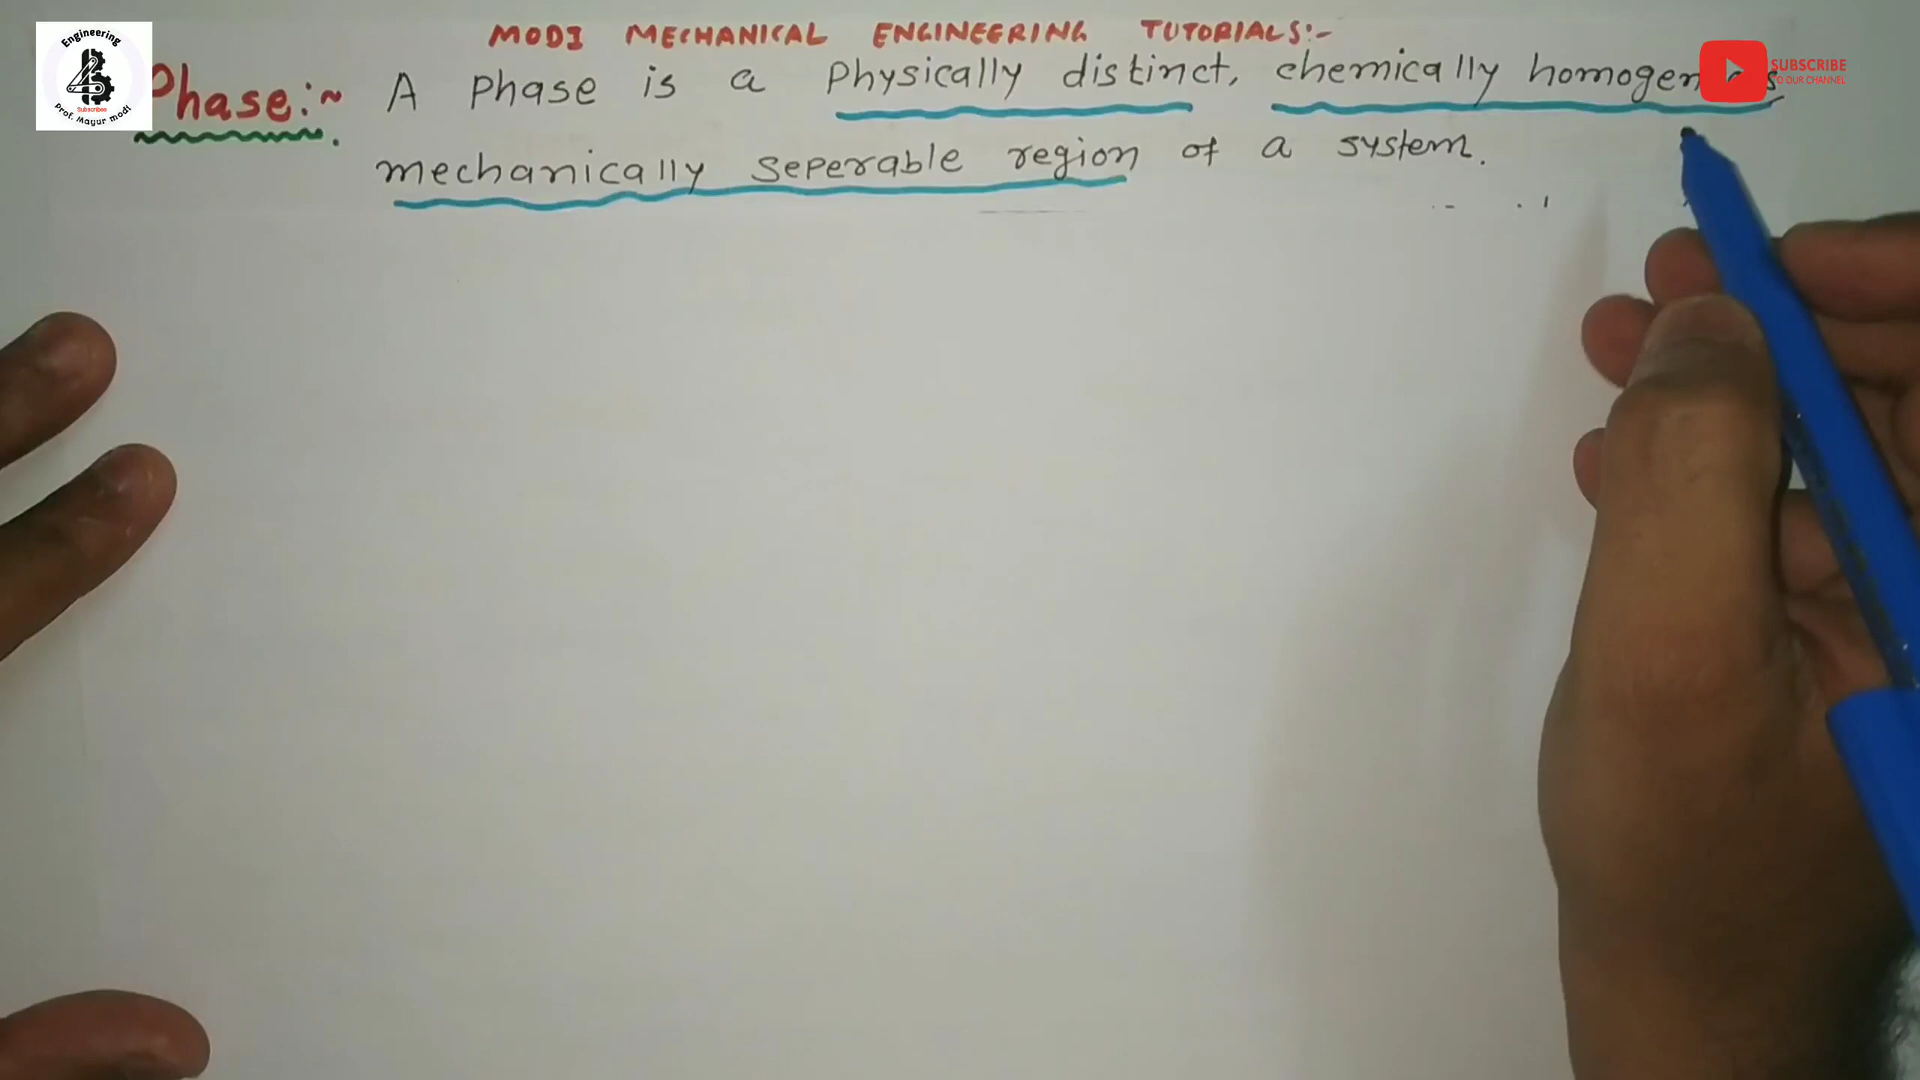 MODI MECHANICAL ENGINEERING TUTORIALS:-
Engineering
Subscribes
Prof. Mayur modi
SUBSCRIBE
TO OUR CHANNEL
Phase:~ A Phase is a Physically distinct, chemically
mechanically seperable region of a system.